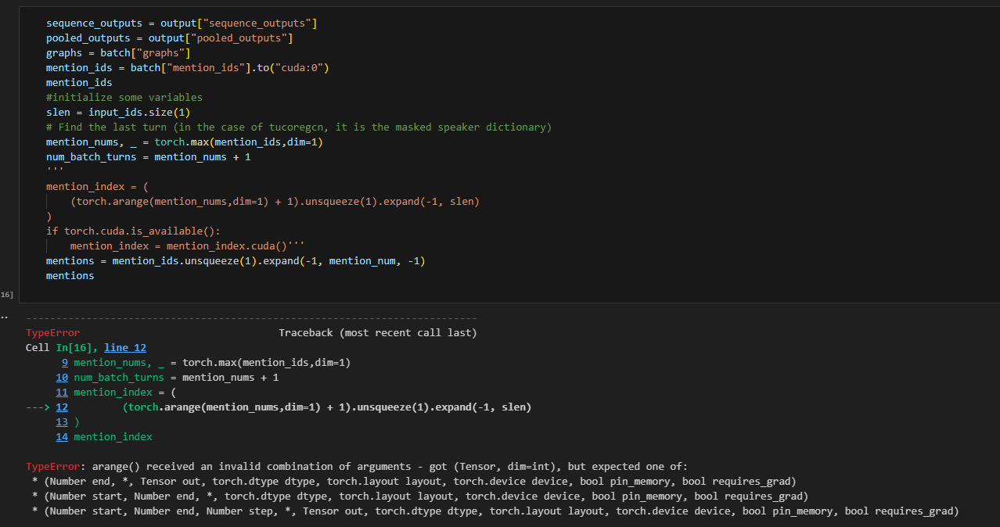 sequence_outputs = output["sequence_outputs"]
pooled_outputs = output["pooled_outputs"]
graphs = batch["graphs"]
mention_ids = batch["mention_ids"].to("cuda:0")
mention_ids
#initialize some variables
slen = input_ids.size(1)
# Find the last turn (in the case of tucoregcn, it is the masked speaker dictionary)
mention_nums, _ = torch.max(mention_ids,dim=1)
num_batch_turns = mention_nums + 1
'''
mention_index = (
    (torch.arange(mention_nums,dim=1) + 1).unsqueeze(1).expand(-1, slen)
)
if torch.cuda.is_available():
    mention_index = mention_index.cuda()'''
mentions = mention_ids.unsqueeze(1).expand(-1, mention_num, -1)
mentions
16]
..
---------------------------------------------------------------------------
TypeError                                 Traceback (most recent call last)
Cell In[16], line 12
      9 mention_nums, _ = torch.max(mention_ids,dim=1)
     10 num_batch_turns = mention_nums + 1
     11 mention_index = (
---> 12         (torch.arange(mention_nums,dim=1) + 1).unsqueeze(1).expand(-1, slen)
     13 )
     14 mention_index
TypeError: arange() received an invalid combination of arguments - got (Tensor, dim=int), but expected one of:
 * (Number end, *, Tensor out, torch.dtype dtype, torch.layout layout, torch.device device, bool pin_memory, bool requires_grad)
 * (Number start, Number end, *, torch.dtype dtype, torch.layout layout, torch.device device, bool pin_memory, bool requires_grad)
 * (Number start, Number end, Number step, *, Tensor out, torch.dtype dtype, torch.layout layout, torch.device device, bool pin_memory, bool requires_grad)